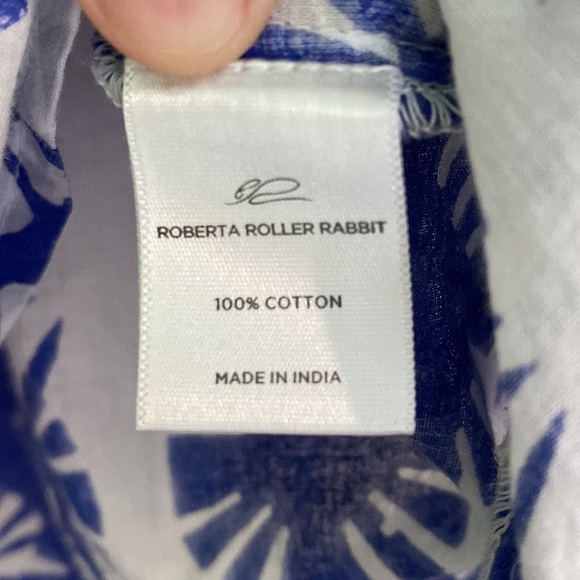 ROBERTA ROLLER RABBIT
100% COTTON
MADE IN INDIA